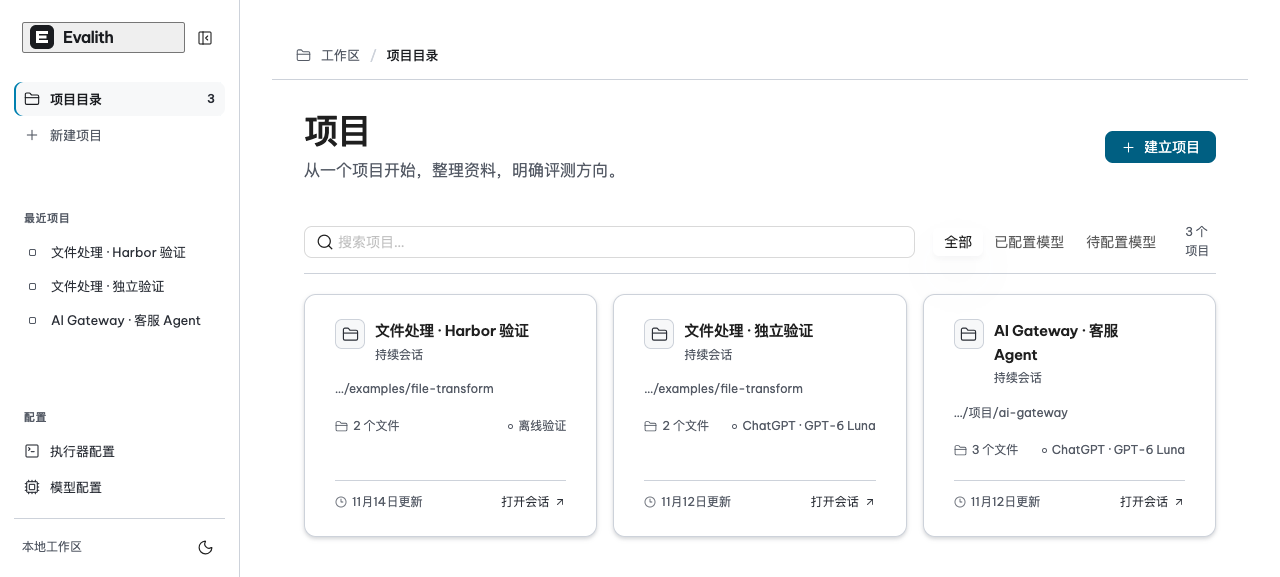 Evalith
项目目录 3
新建项目
最近项目
文件处理 · Harbor 验证
文件处理 · 独立验证
AI Gateway · 客服 Agent
配置
执行器配置
模型配置
本地工作区
工作区 / 项目目录
项目
从一个项目开始，整理资料，明确评测方向。
建立项目
搜索项目...
全部 已配置模型 待配置模型
3 个
项目
文件处理 · Harbor 验证
持续会话
.../examples/file-transform
2 个文件 离线验证
11月14日更新 打开会话
文件处理 · 独立验证
持续会话
.../examples/file-transform
2 个文件 ChatGPT · GPT-6 Luna
11月12日更新 打开会话
AI Gateway · 客服
Agent
持续会话
.../项目/ai-gateway
3 个文件 ChatGPT · GPT-6 Luna
11月12日更新 打开会话